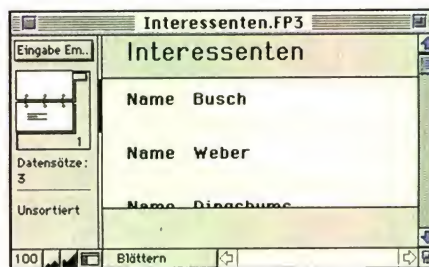 Interessenten.FP3
Eingabe Em..
Interessenten
Name Busch
1
Name Weber
Datensätze:
3
Unsortiert
Name Dingsbums
100
Blättern